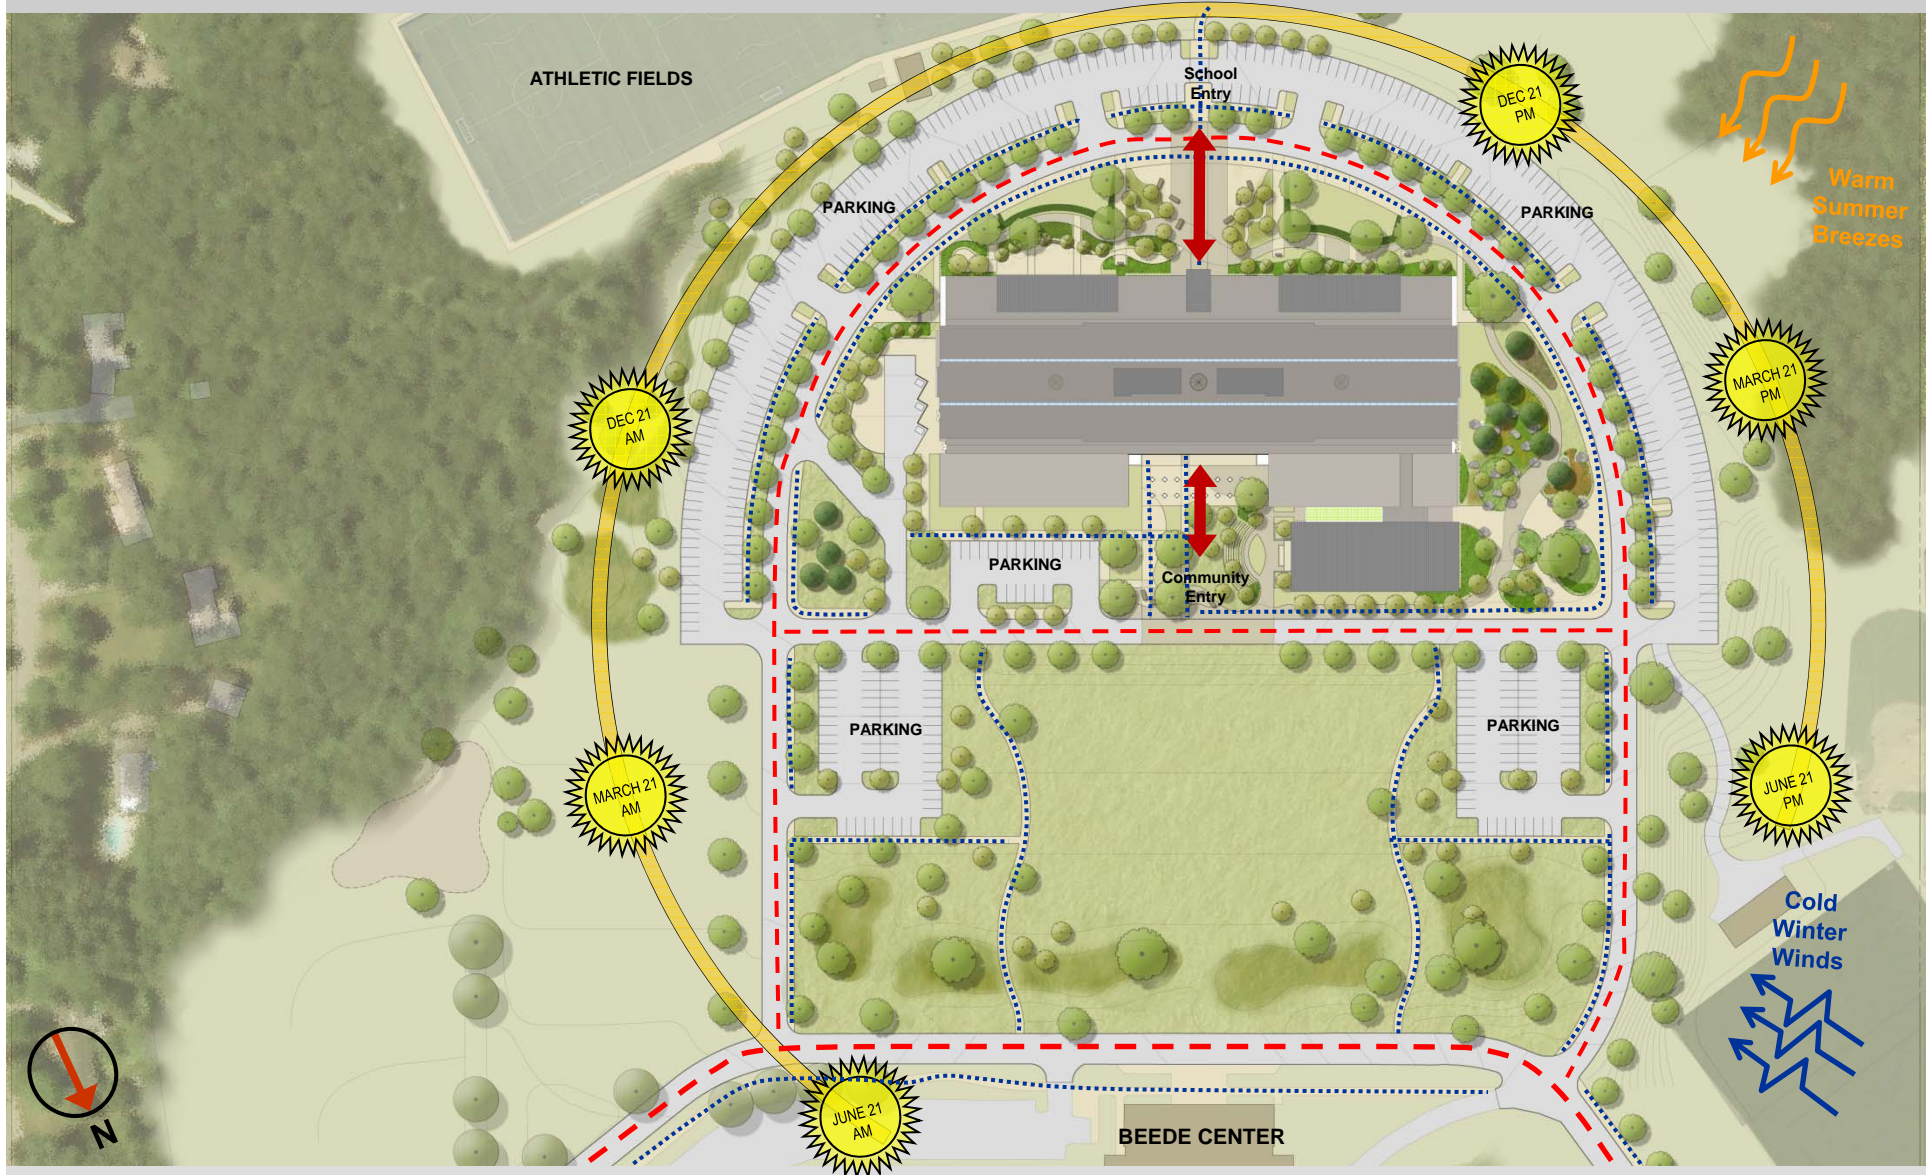 ATHLETIC FIELDS
School
Entry
DEC 21
PM
Warm
Summer
Breezes
PARKING
PARKING
MARCH 21
PM
DEC 21
AM
PARKING
Community
Entry
PARKING
PARKING
MARCH 21
AM
JUNE 21
PM
Cold
Winter
Winds
N
JUNE 21
AM
BEEDE CENTER